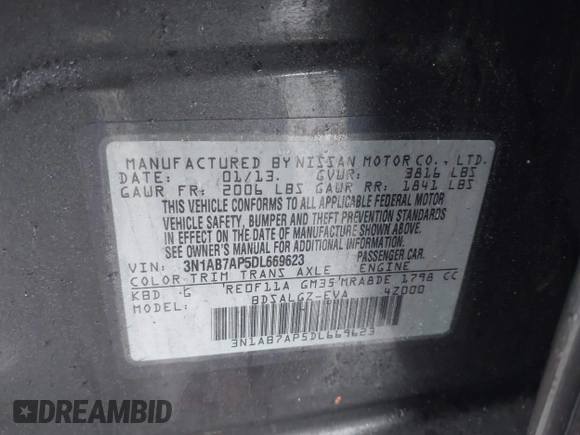 MANUFACTURED BY NISSAN MOTOR CO., LTD.
DATE: 01/13. GVWR: 3816 LBS
GAWR FR: 2006 LBS GAWR RR: 1841 LBS
THIS VEHICLE CONFORMS TO ALL APPLICABLE FEDERAL MOTOR
VEHICLE SAFETY, BUMPER AND THEFT PREVENTION STANDARDS
IN EFFECT ON THE DATE OF MANUFACTURE SHOWN ABOVE.
SEE OWNER'S MANUAL FOR ADDITIONAL INFORMATION.
VIN: 3N1AB7AP5DL669623 PASSENGER CAR.
COLOR TRIM TRANS AXLE ENGINE
KBD G RE0F11A GM35 MRA8DE 1798 CC
MODEL: BDSALGZ-EVA 4Z000
3N1AB7AP5DL669623
DREAMBID